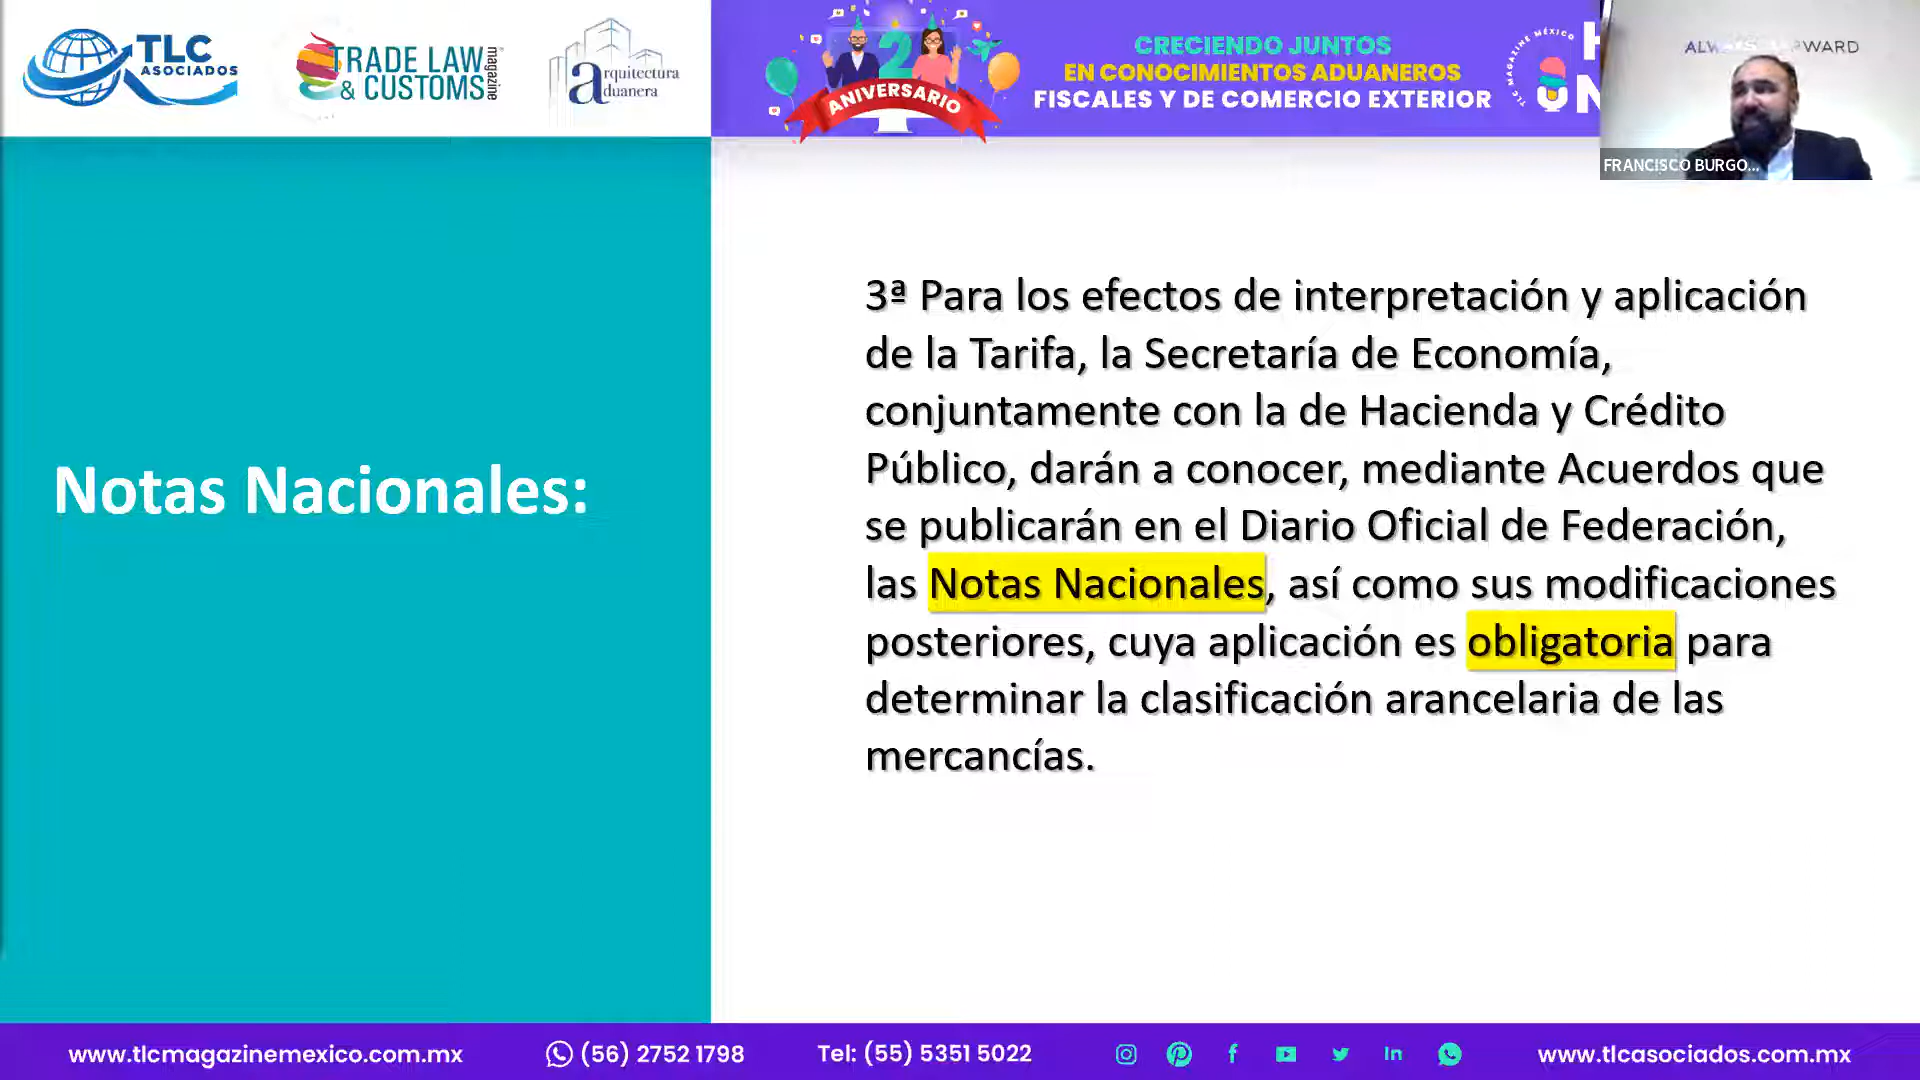 TLC
ASOCIADOS
TRADE LAW
& CUSTOMS
magazine
arquitectura
aduanera
2
ANIVERSARIO
CRECIENDO JUNTOS
EN CONOCIMIENTOS ADUANEROS
FISCALES Y DE COMERCIO EXTERIOR
TLC MAGAZINE MÉXICO
FRANCISCO BURGO...
Notas Nacionales:
3ª Para los efectos de interpretación y aplicación
de la Tarifa, la Secretaría de Economía,
conjuntamente con la de Hacienda y Crédito
Público, darán a conocer, mediante Acuerdos que
se publicarán en el Diario Oficial de Federación,
las Notas Nacionales, así como sus modificaciones
posteriores, cuya aplicación es obligatoria para
determinar la clasificación arancelaria de las
mercancías.
www.tlcmagazinemexico.com.mx
(56) 2752 1798
Tel: (55) 5351 5022
www.tlcasociados.com.mx